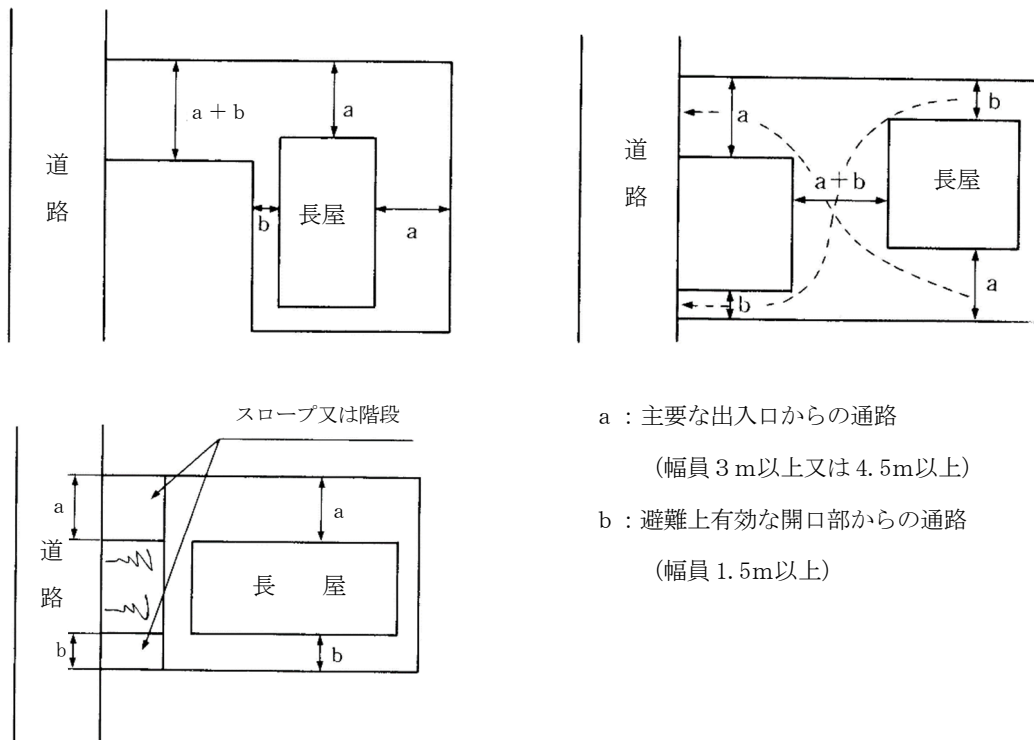 道
路
a+b
a
長屋
b
a
道
路
a
b
a+b
長屋
b
a
スロープ又は階段
a
道
路
b
a
長 屋
b
a:主要な出入口からの通路
(幅員3m以上又は4.5m以上)
b:避難上有効な開口部からの通路
(幅員1.5m以上)